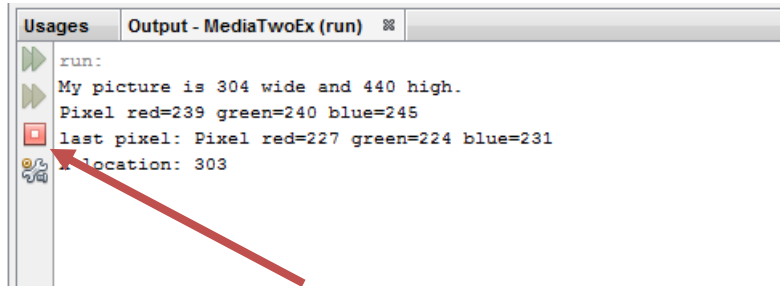 Usages Output - MediaTwoEx (run)
run:
My picture is 304 wide and 440 high.
Pixel red=239 green=240 blue=245
last pixel: Pixel red=227 green=224 blue=231
location: 303